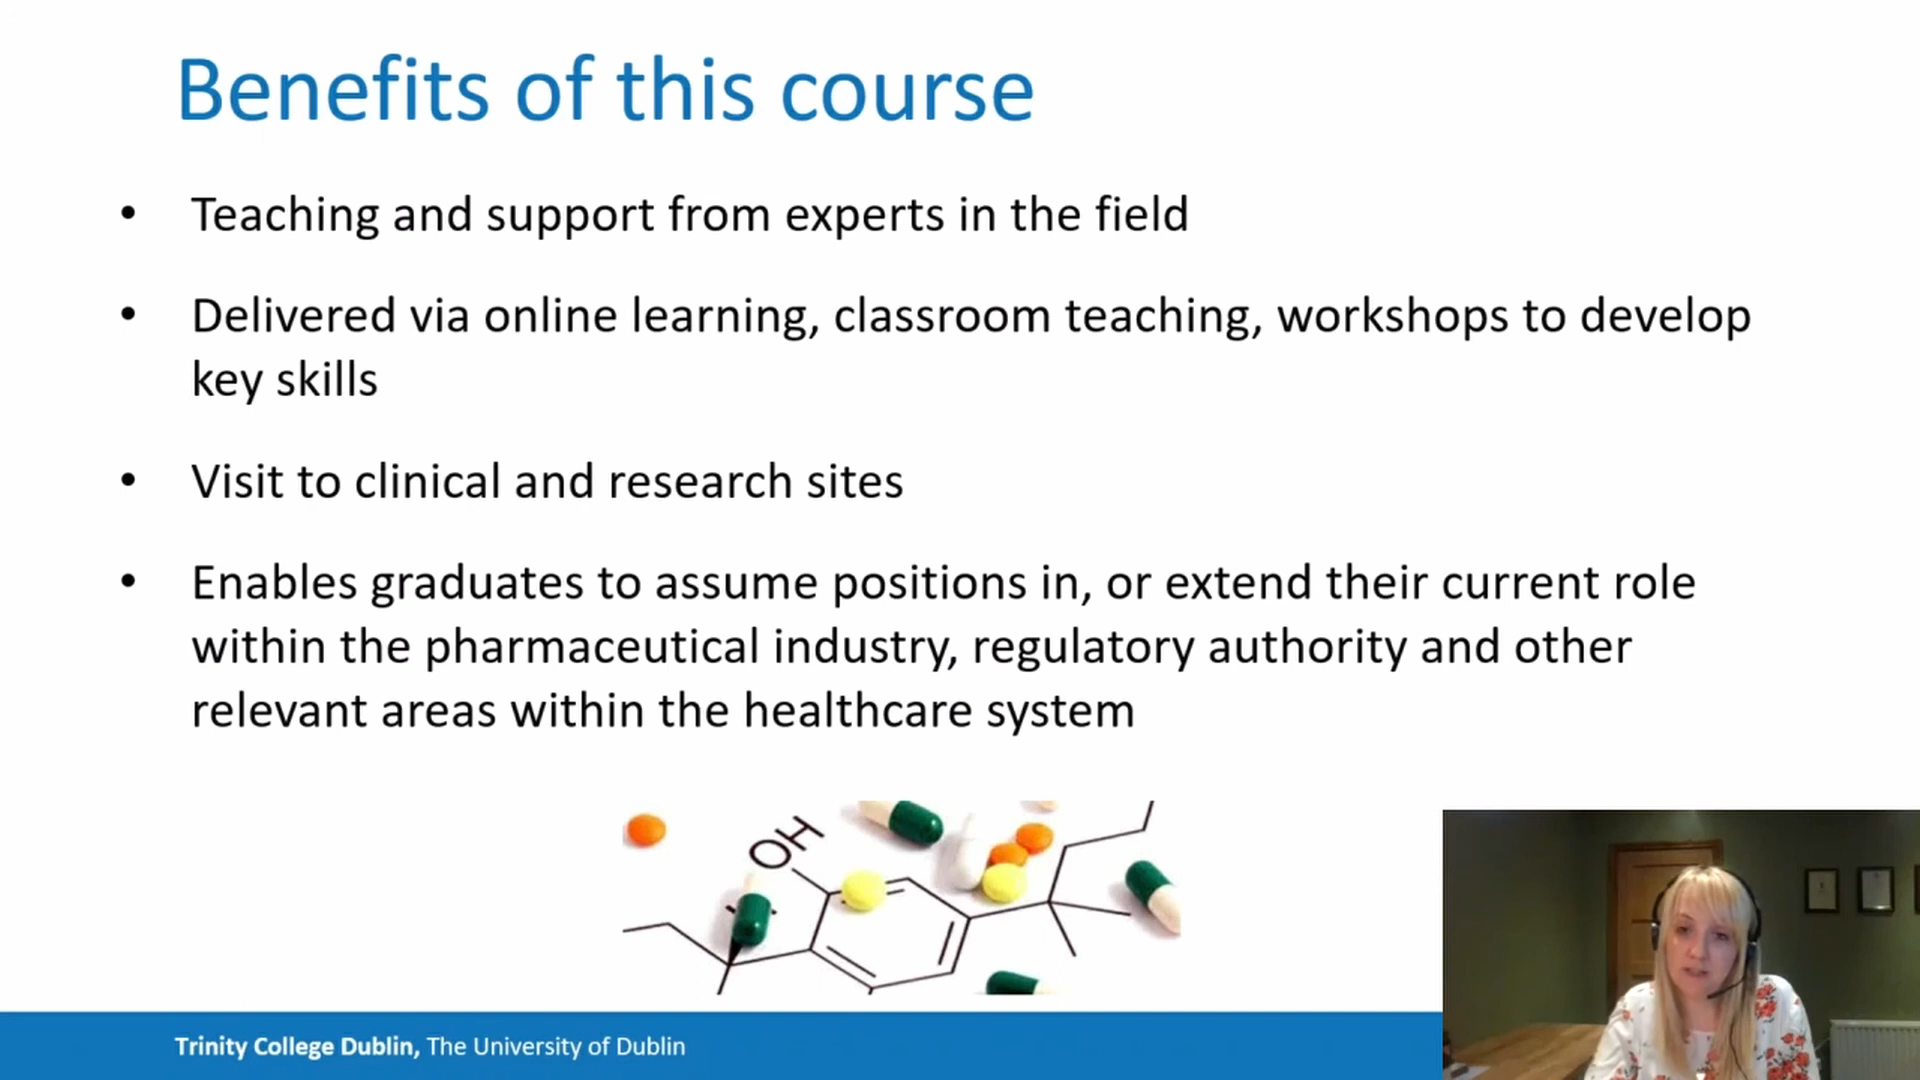 Benefits of this course
• Teaching and support from experts in the field
• Delivered via online learning, classroom teaching, workshops to develop
key skills
• Visit to clinical and research sites
• Enables graduates to assume positions in, or extend their current role
within the pharmaceutical industry, regulatory authority and other
relevant areas within the healthcare system
OH
Trinity College Dublin, The University of Dublin